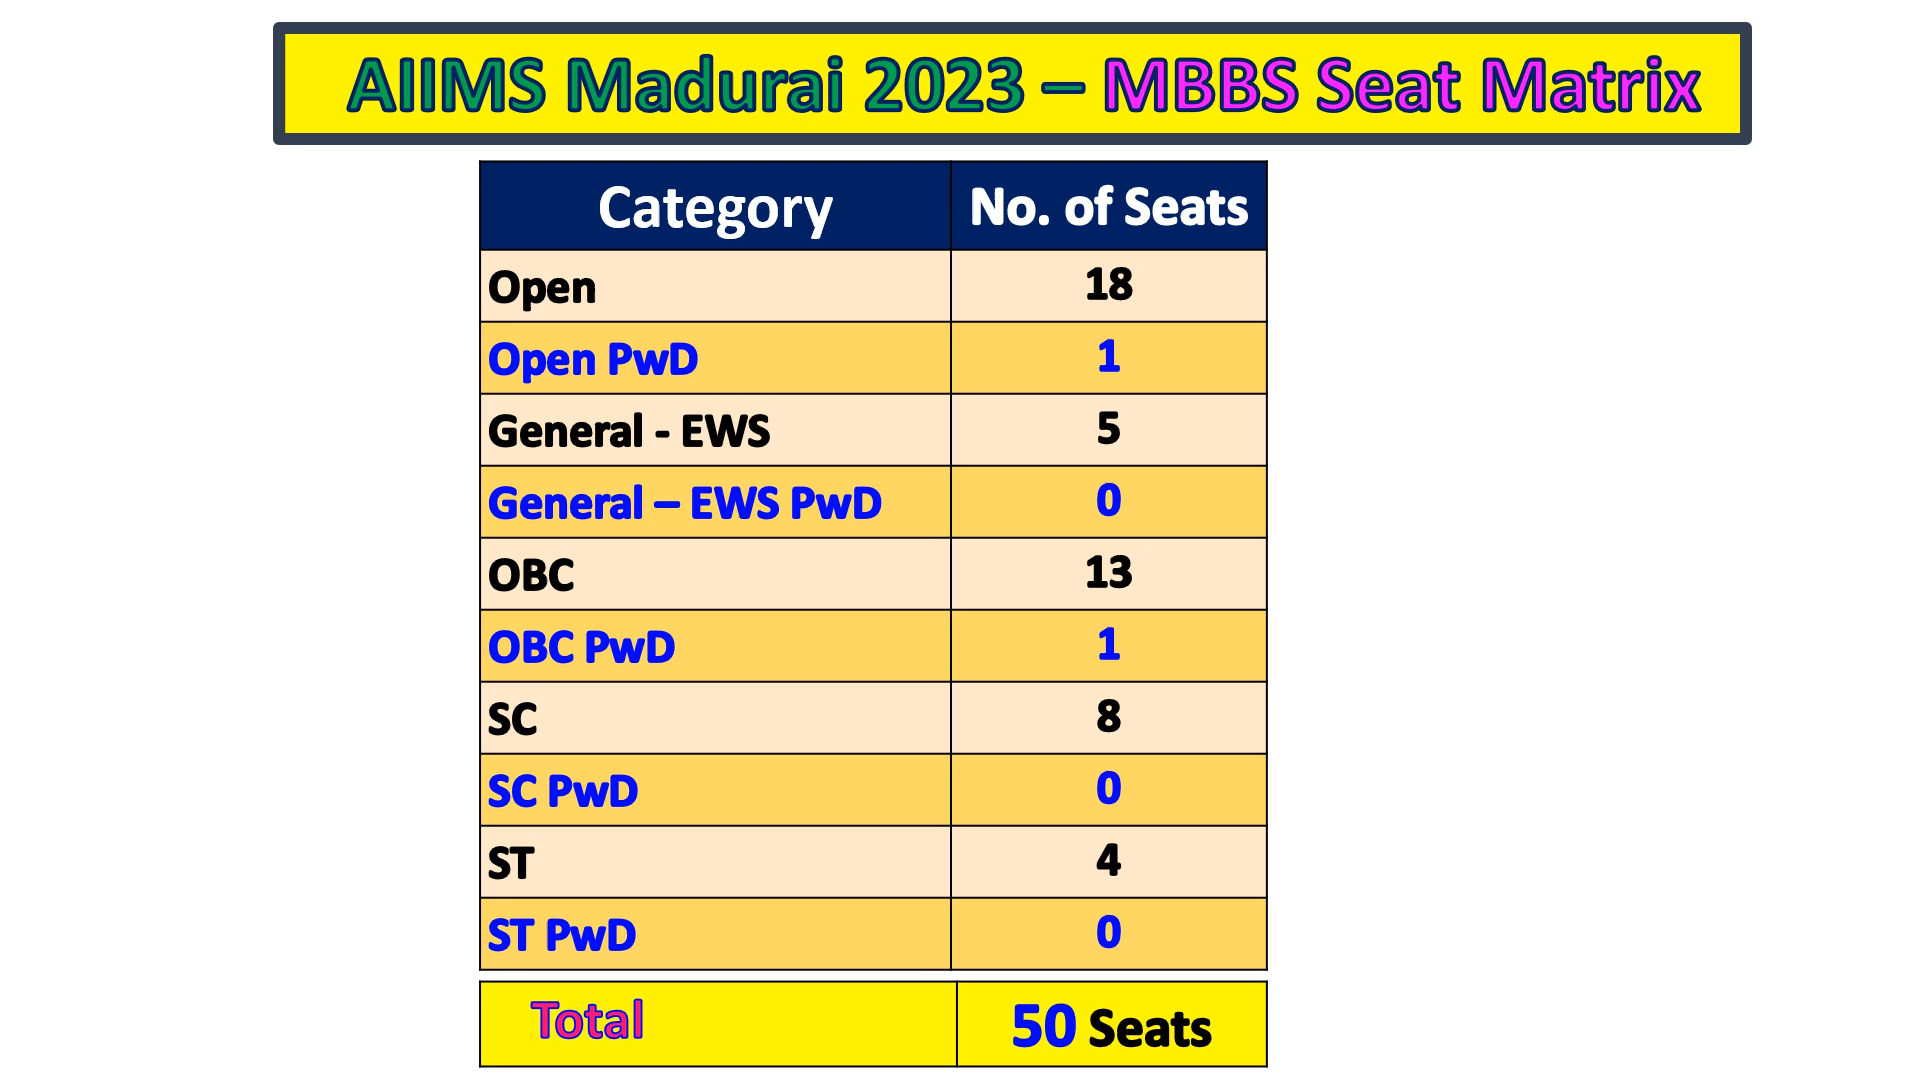 AIIMS Madurai 2023 – MBBS Seat Matrix
Category No. of Seats
Open 18
Open PwD 1
General - EWS 5
General – EWS PwD 0
OBC 13
OBC PwD 1
SC 8
SC PwD 0
ST 4
ST PwD 0
Total 50 Seats